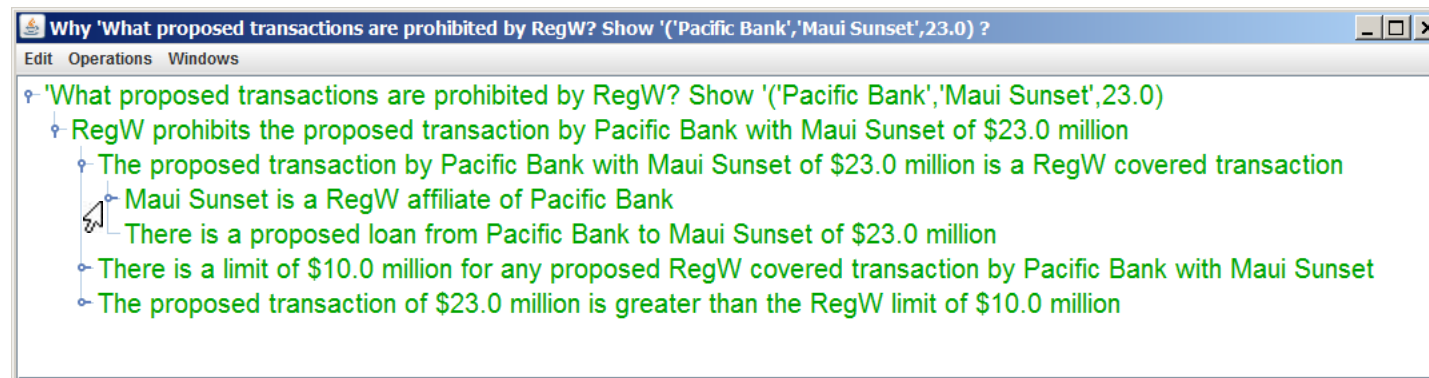 Why 'What proposed transactions are prohibited by RegW? Show '('Pacific Bank','Maui Sunset',23.0) ?
Edit Operations Windows
'What proposed transactions are prohibited by RegW? Show '('Pacific Bank','Maui Sunset',23.0)
RegW prohibits the proposed transaction by Pacific Bank with Maui Sunset of $23.0 million
The proposed transaction by Pacific Bank with Maui Sunset of $23.0 million is a RegW covered transaction
Maui Sunset is a RegW affiliate of Pacific Bank
There is a proposed loan from Pacific Bank to Maui Sunset of $23.0 million
There is a limit of $10.0 million for any proposed RegW covered transaction by Pacific Bank with Maui Sunset
The proposed transaction of $23.0 million is greater than the RegW limit of $10.0 million